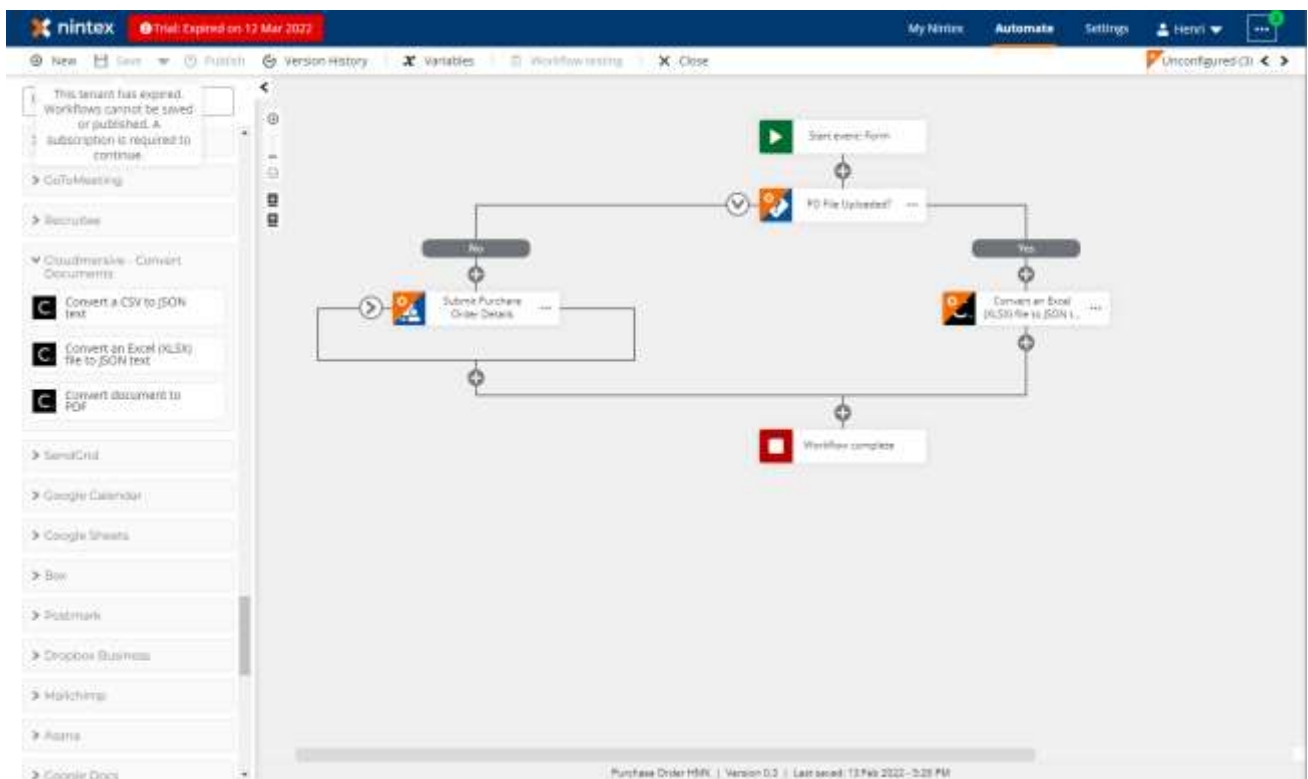 nintex
Trial: Expired on 12 Mar 2022
My Nintex
Automate
Settings
Henri
...
New
Save
Publish
Version History
Variables
Workflow testing
Close
Unconfigured (3)
This tenant has expired.
Workflows cannot be saved
or published. A
subscription is required to
continue.
GoToMeeting
Recruitee
Cloudmersive - Convert
Documents
Convert a CSV to JSON
text
Convert an Excel (XLSX)
file to JSON text
Convert document to
PDF
SendGrid
Google Calendar
Google Sheets
Box
Postmark
Dropbox Business
Mailchimp
Asana
Google Docs
Start event: Form
PO File Uploaded?
...
No
Yes
Submit Purchase
Order Details
...
Convert an Excel
(XLSX) file to JSON t...
...
Workflow complete
Purchase Order HMK | Version 0.3 | Last saved: 13 Feb 2022 - 5:28 PM